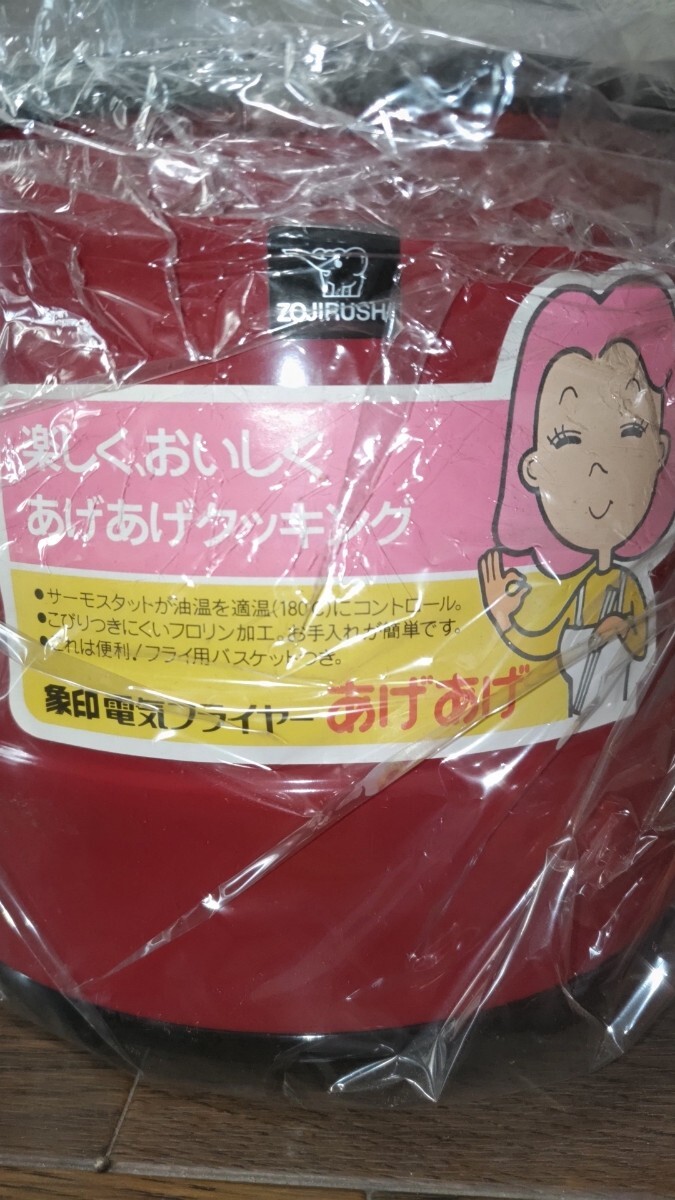 ZOJIRUSHI
楽しく、おいしく
あげあげクッキング
•サーモスタットが油温を適温(180℃)にコントロール。
•こびりつきにくいフロリン加工。お手入れが簡単です。
•これは便利!フライ用バスケットつき。
象印電気フライヤーあげあげ